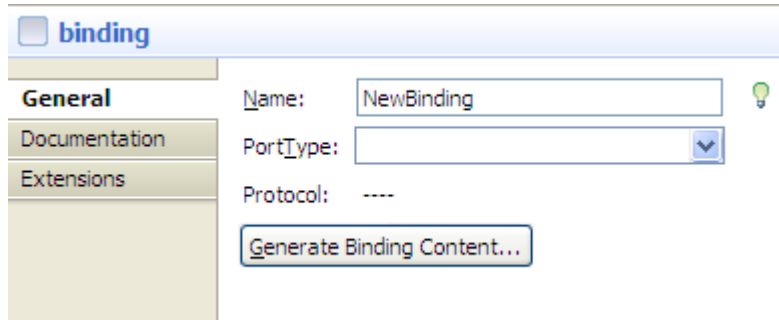 binding
General
Documentation
Extensions
Name: NewBinding
PortType:
Protocol: ----
Generate Binding Content...